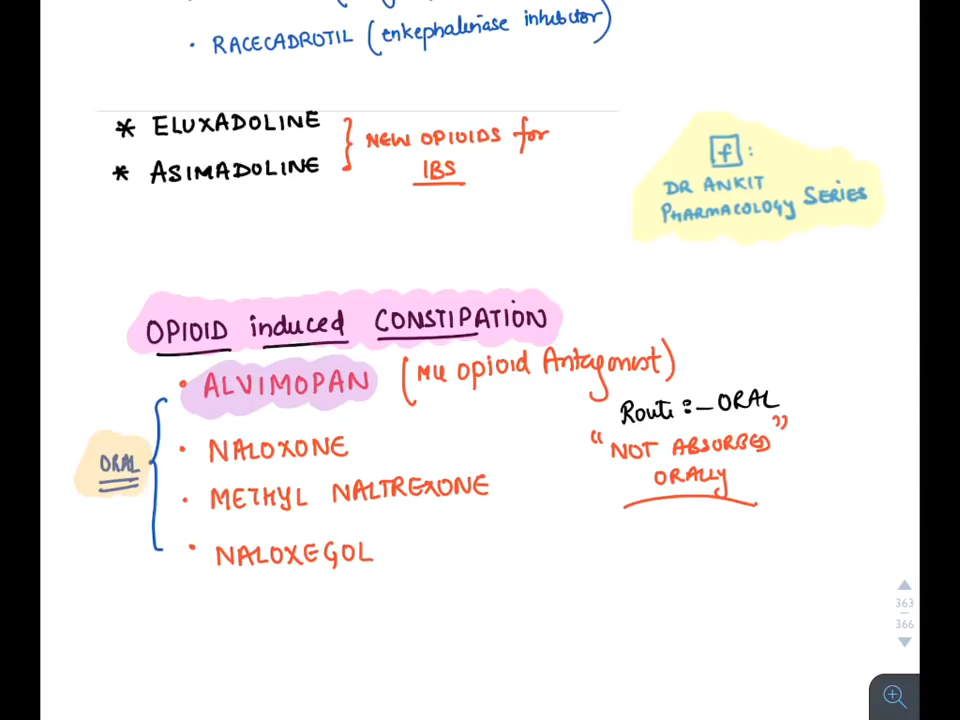 • RACECADROTIL (enkephalinase inhibitor)
* ELUXADOLINE
* ASIMADOLINE
NEW OPIOIDS for
IBS
f :
DR ANKIT
PHARMACOLOGY SERIES
OPIOID induced CONSTIPATION
• ALVIMOPAN (Mu opioid Antagonist)
Route :- ORAL
"NOT ABSORBED"
ORALLY
ORAL
• NALOXONE
• METHYL NALTREXONE
• NALOXEGOL
363
366